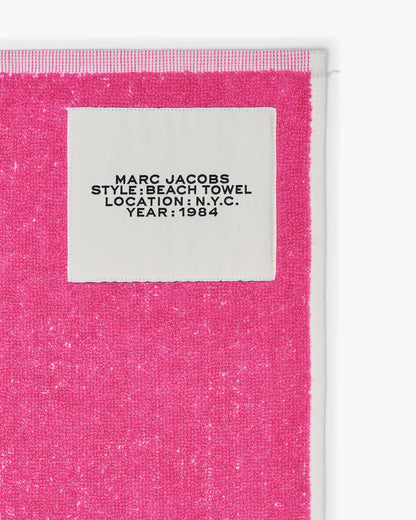 MARC JACOBS
STYLE:BEACH TOWEL
LOCATION:N.Y.C.
YEAR:1984